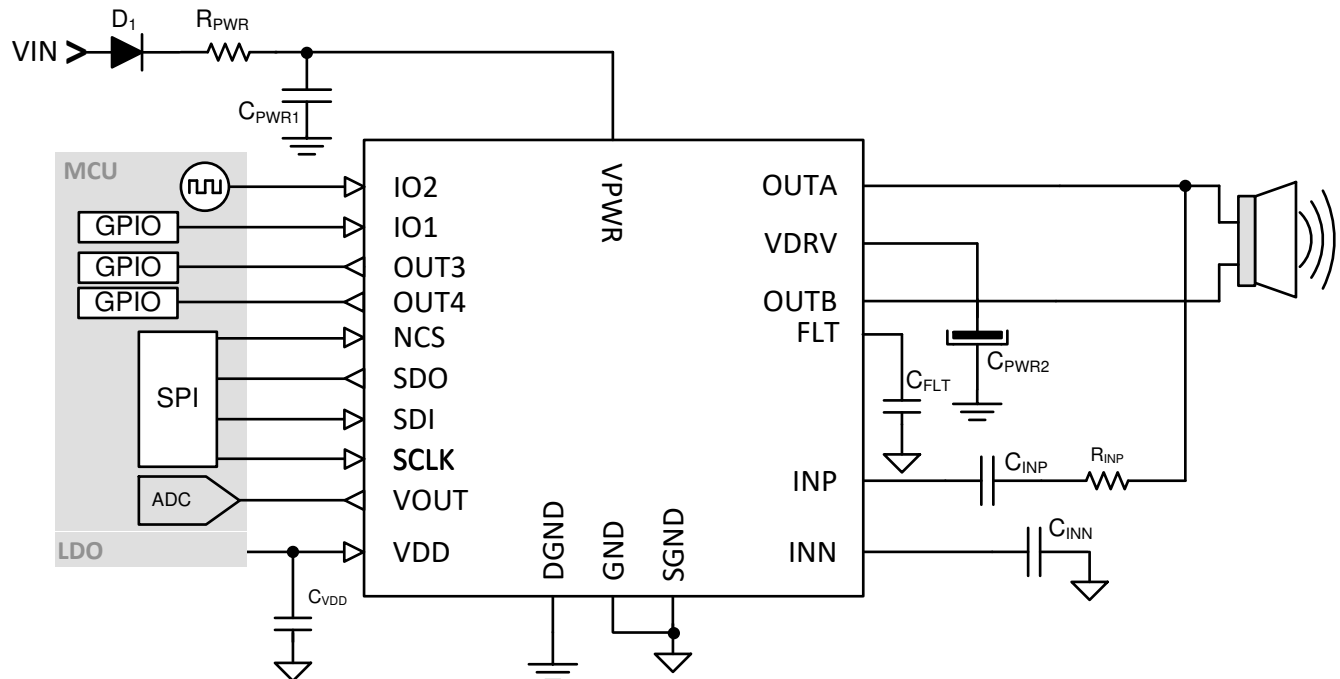 D1
RPWR
VIN
CPWR1
MCU
IO2
VPWR
OUTA
GPIO
IO1
VDRV
GPIO
OUT3
GPIO
OUT4
OUTB
NCS
FLT
CPWR2
SPI
SDO
CFLT
SDI
SCLK
CINP
RINP
INP
ADC
VOUT
LDO
VDD
DGND
GND
SGND
INN
CINN
CVDD